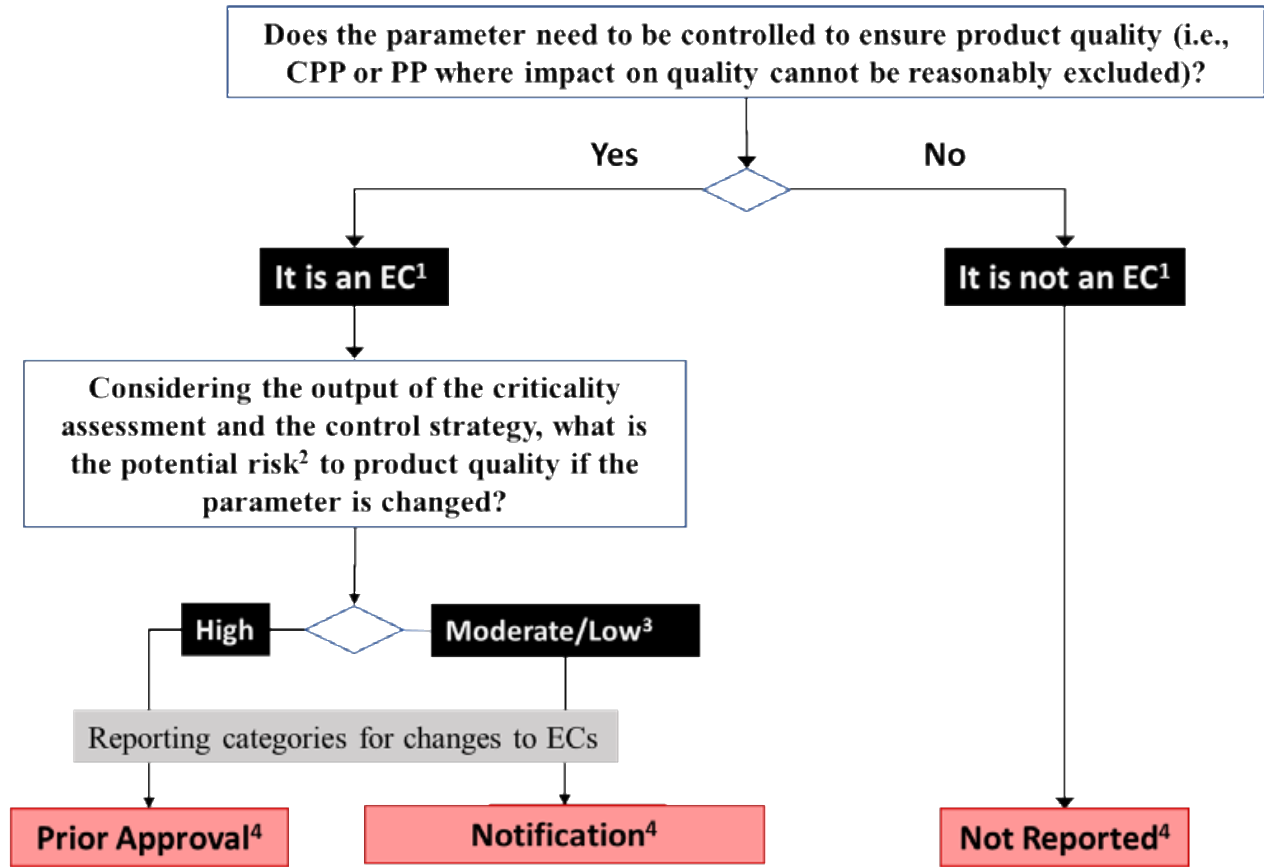 Does the parameter need to be controlled to ensure product quality (i.e.,
CPP or PP where impact on quality cannot be reasonably excluded)?
Yes
No
It is an EC¹
It is not an EC¹
Considering the output of the criticality
assessment and the control strategy, what is
the potential risk² to product quality if the
parameter is changed?
High
Moderate/Low³
Reporting categories for changes to ECs
Prior Approval⁴
Notification⁴
Not Reported⁴